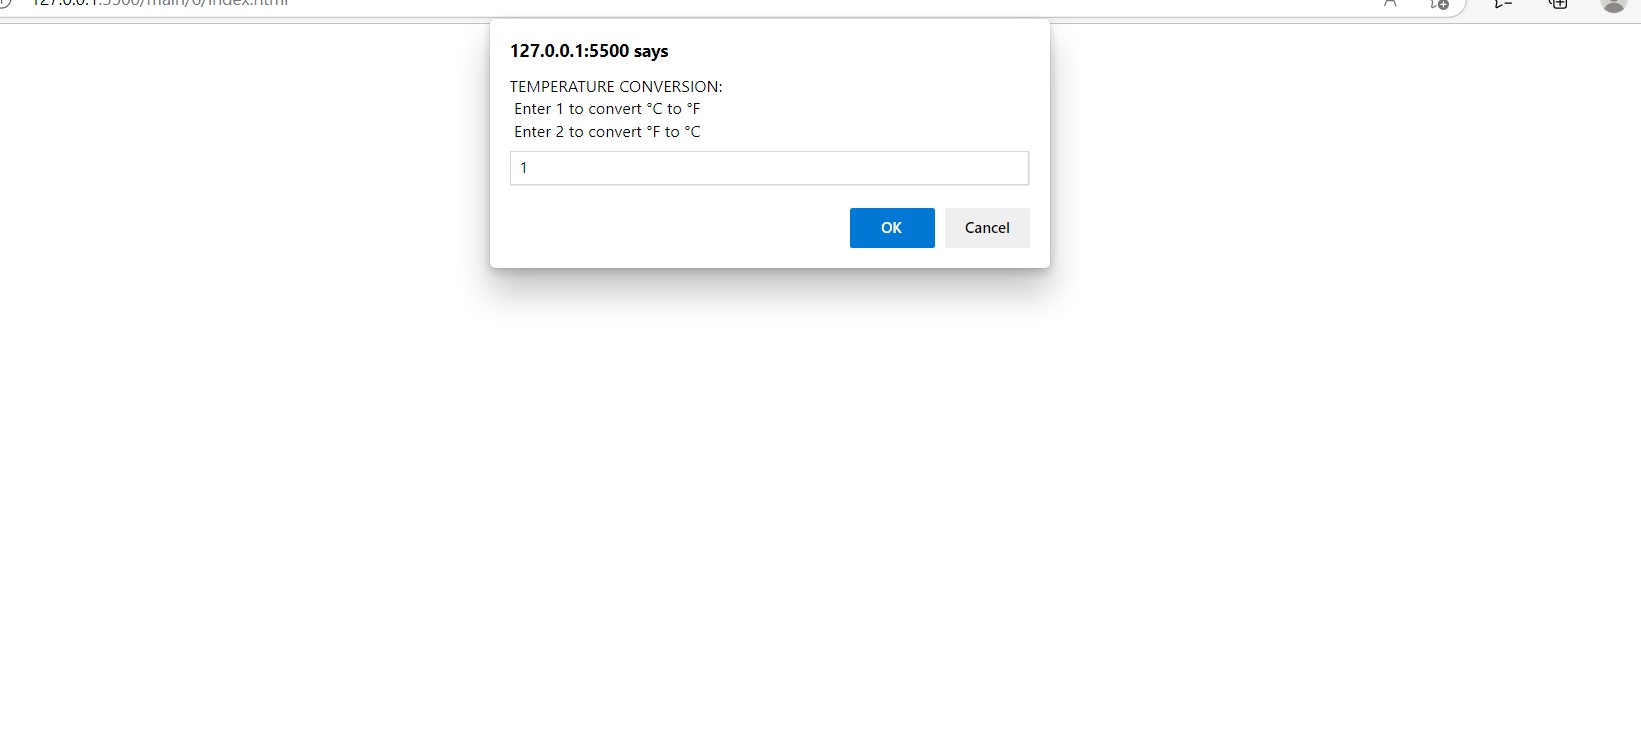 127.0.0.1:5500/main/6/index.html
127.0.0.1:5500 says
TEMPERATURE CONVERSION:
Enter 1 to convert °C to °F
Enter 2 to convert °F to °C
1
OK Cancel